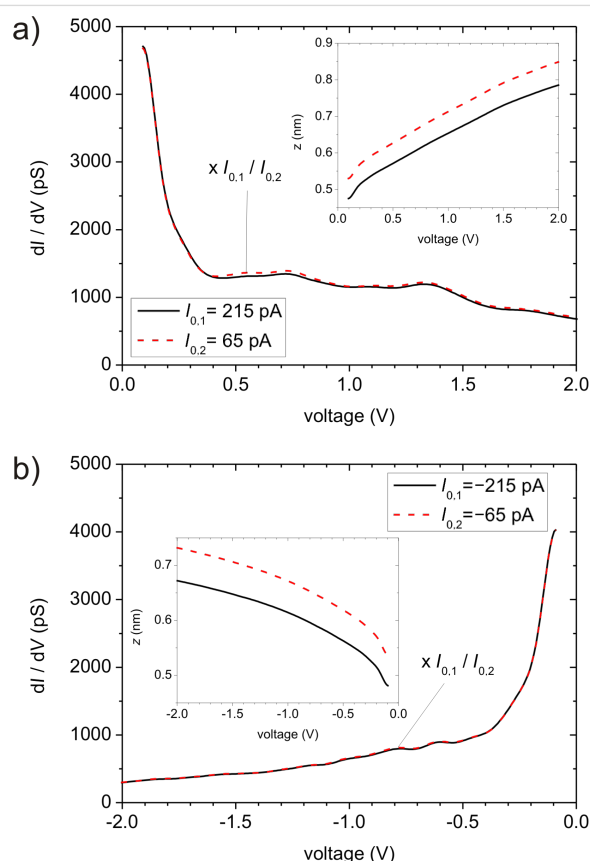 a)
5000
4000
3000
2000
1000
0
dI / dV (pS)
0.0 0.5 1.0 1.5 2.0
voltage (V)
x I0,1 / I0,2
I0,1= 215 pA
I0,2= 65 pA
0.9
0.8
0.7
0.6
0.5
z (nm)
0.0 0.5 1.0 1.5 2.0
voltage (V)
b)
5000
4000
3000
2000
1000
0
dI / dV (pS)
-2.0 -1.5 -1.0 -0.5 0.0
voltage (V)
I0,1=−215 pA
I0,2=−65 pA
x I0,1 / I0,2
0.7
0.6
0.5
z (nm)
-2.0 -1.5 -1.0 -0.5 0.0
voltage (V)